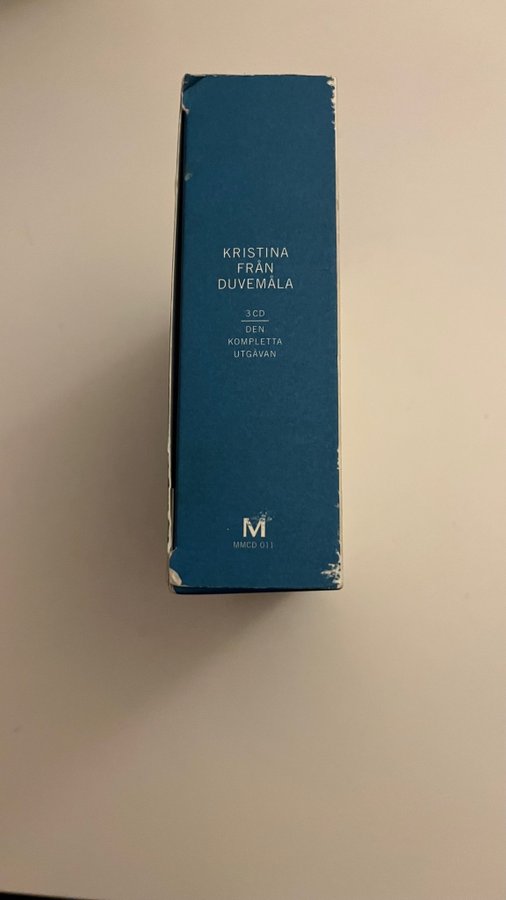 KRISTINA
FRÅN
DUVEMÅLA
3 CD
DEN
KOMPLETTA
UTGÅVAN
M
MMCD 011